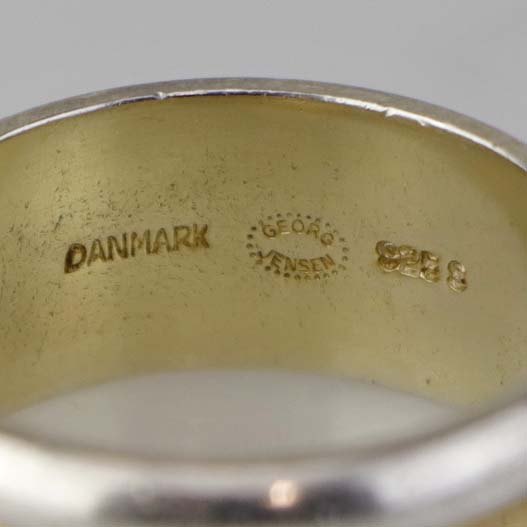 DANMARK
GEORG
JENSEN
925 S